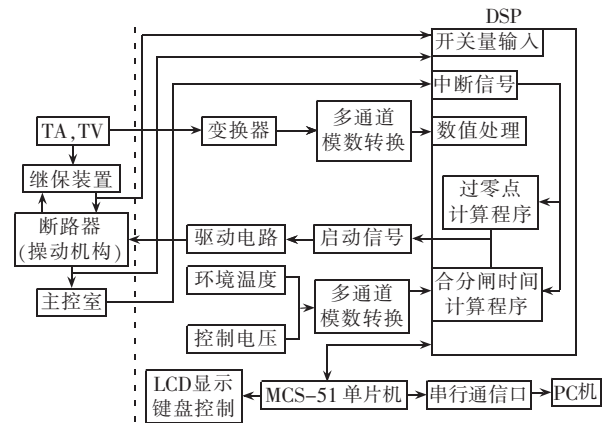 DSP
开关量输入
中断信号
TA,TV
变换器
多通道
模数转换
数值处理
继保装置
过零点
计算程序
断路器
(操动机构)
驱动电路
启动信号
环境温度
多通道
模数转换
合分闸时间
计算程序
主控室
控制电压
LCD显示
键盘控制
MCS-51 单片机
串行通信口
PC机